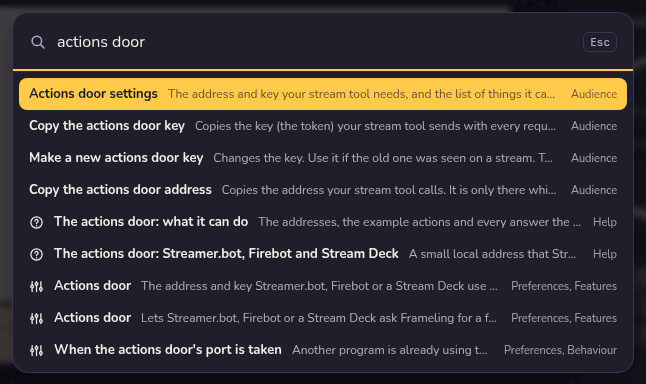 actions door
Esc
Actions door settings The address and key your stream tool needs, and the list of things it ca... Audience
Copy the actions door key Copies the key (the token) your stream tool sends with every requ... Audience
Make a new actions door key Changes the key. Use it if the old one was seen on a stream. T... Audience
Copy the actions door address Copies the address your stream tool calls. It is only there whi... Audience
The actions door: what it can do The addresses, the example actions and every answer the ... Help
The actions door: Streamer.bot, Firebot and Stream Deck A small local address that Str... Help
Actions door The address and key Streamer.bot, Firebot or a Stream Deck use ... Preferences, Features
Actions door Lets Streamer.bot, Firebot or a Stream Deck ask Frameling for a f... Preferences, Features
When the actions door's port is taken Another program is already using t... Preferences, Behaviour